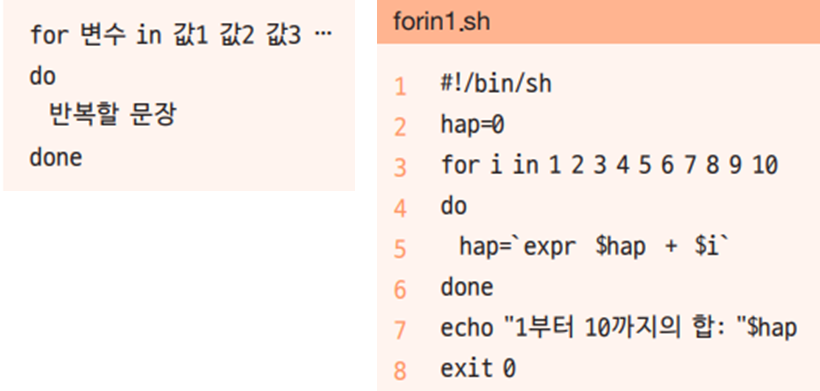 for 변수 in 값1 값2 값3 …
do
반복할 문장
done
forin1.sh
1 #!/bin/sh
2 hap=0
3 for i in 1 2 3 4 5 6 7 8 9 10
4 do
5 hap=`expr $hap + $i`
6 done
7 echo "1부터 10까지의 합: "$hap
8 exit 0